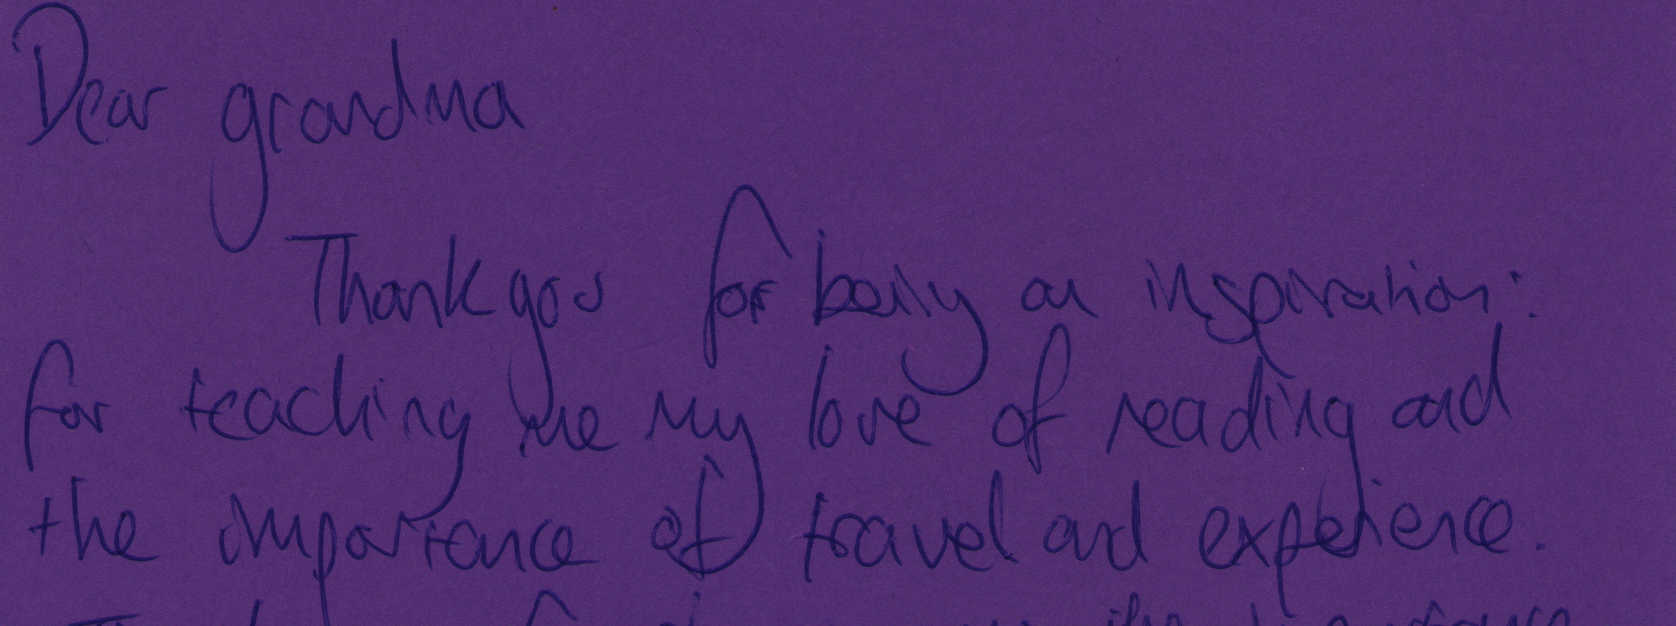 Dear grandma
Thank you for being an inspiration:
for teaching me my love of reading and
the importance of travel and experience.